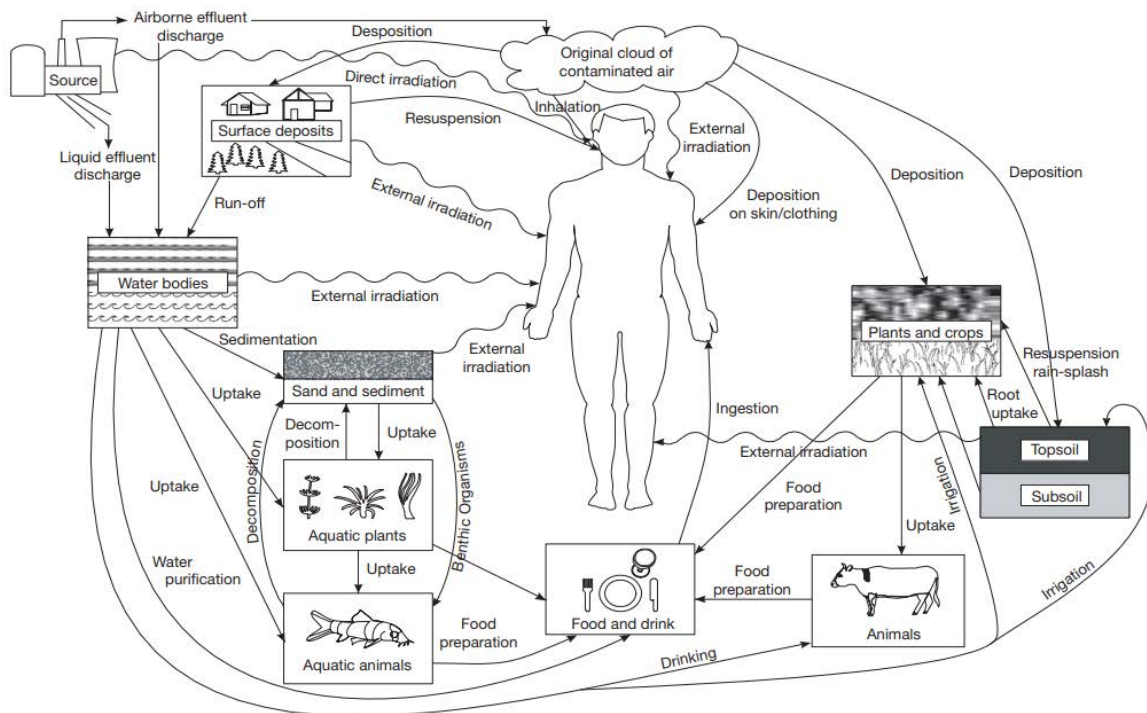 Airborne effluent
discharge
Source
Desposition
Original cloud of
contaminated air
Direct irradiation
Inhalation
Resuspension
Surface deposits
External
irradiation
Liquid effluent
discharge
Deposition
Deposition
Deposition
on skin/clothing
Run-off
External irradiation
Water bodies
External irradiation
Plants and crops
Sedimentation
External
irradiation
Resuspension
rain-splash
Sand and sediment
Uptake
Root
uptake
Ingestion
Decom-
position
Uptake
External irradiation
Topsoil
Subsoil
Decomposition
Benthic Organisms
Uptake
Irrigation
Food
preparation
Aquatic plants
Uptake
Water
purification
Uptake
Irrigation
Food
preparation
Food
preparation
Food and drink
Animals
Aquatic animals
Drinking